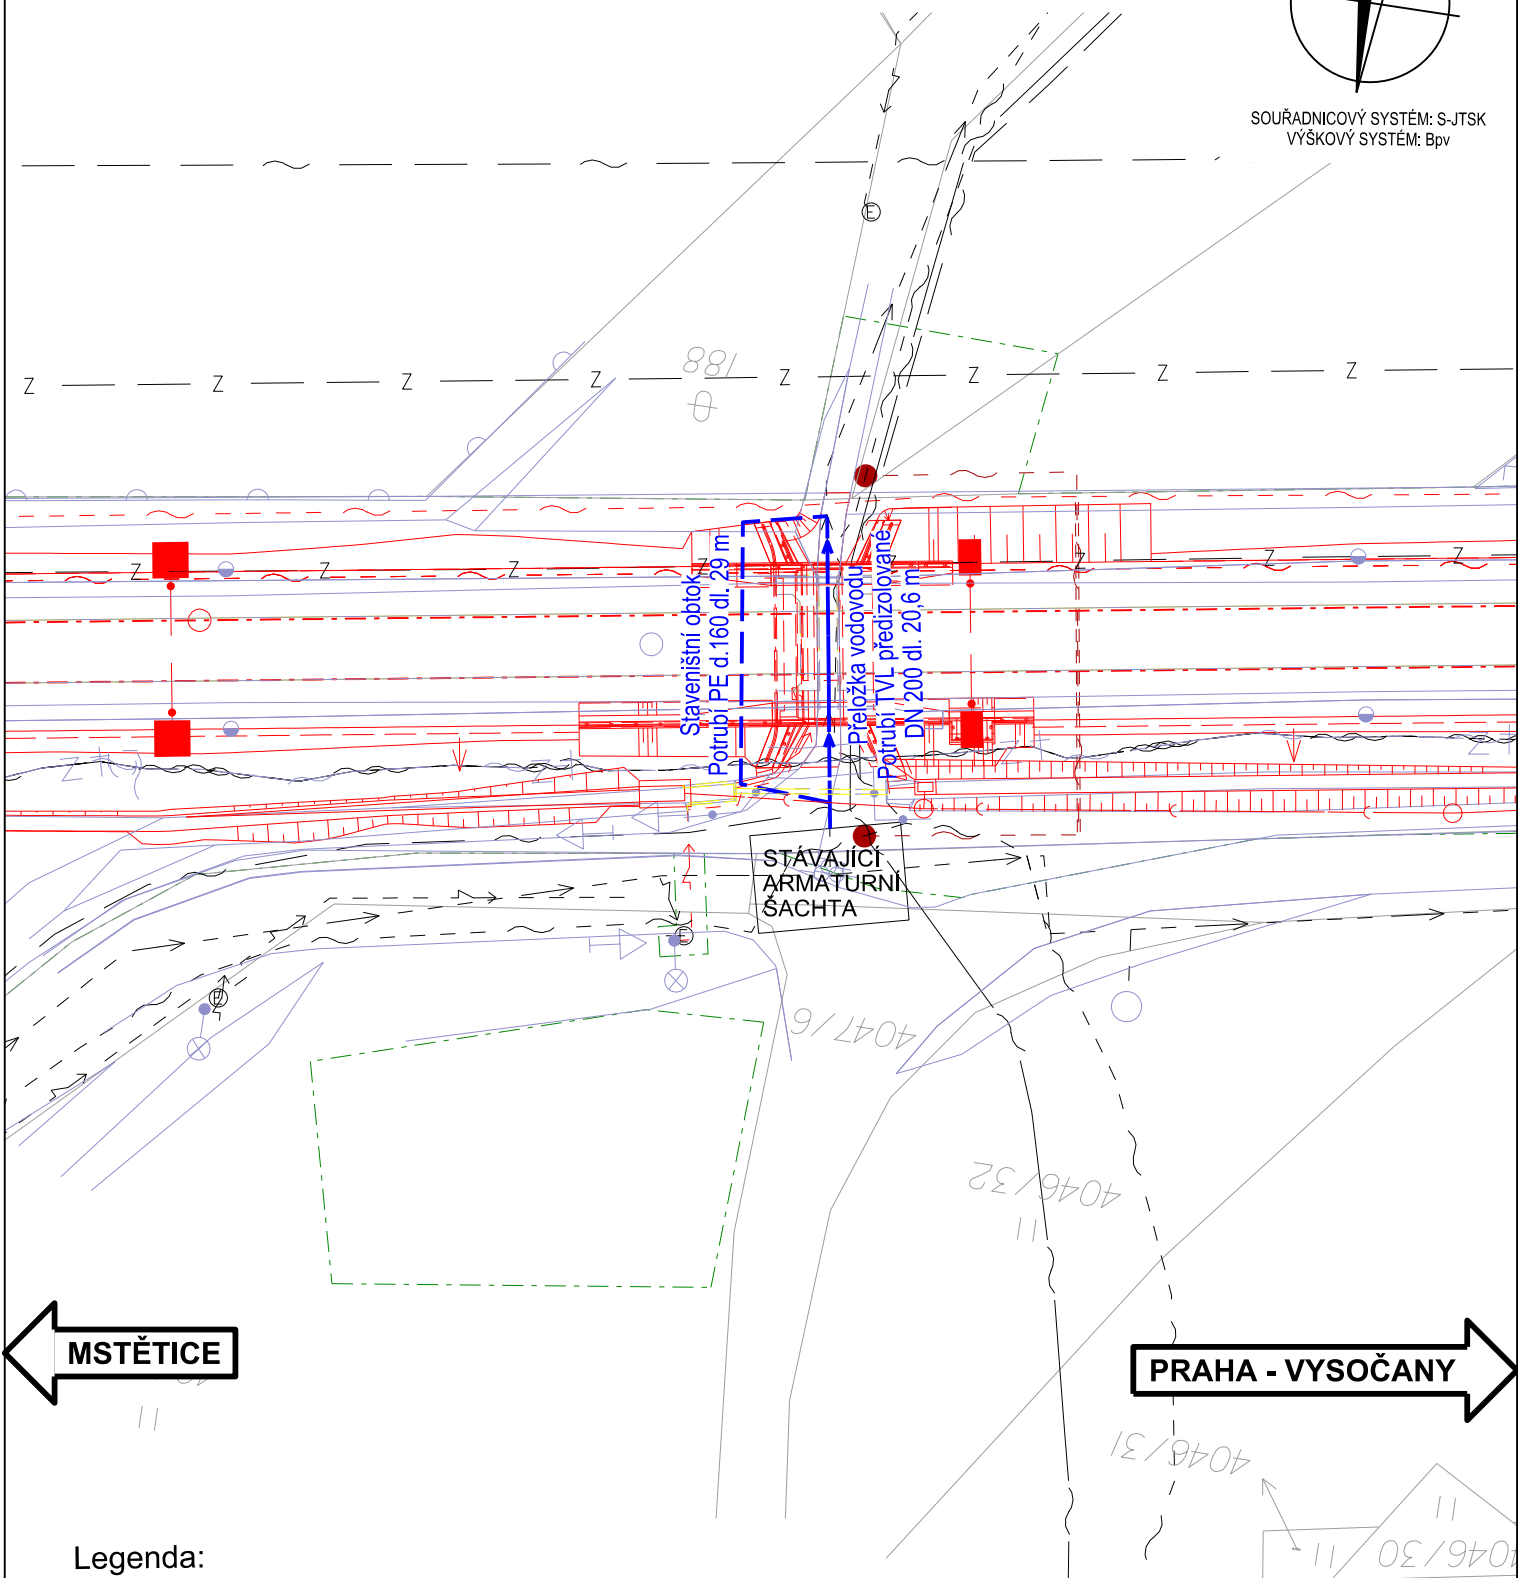 SOUŘADNICOVÝ SYSTÉM: S-JTSK
VÝŠKOVÝ SYSTÉM: Bpv
188
Z Z Z Z Z Z Z Z
Z Z Z Z Z Z
Staveništní obtok
Potrubí PE d.160 dl. 29 m
Přeložka vodovodu
Potrubí TVL předizolované
DN 200 dl. 20,6 m
STÁVAJÍCÍ
ARMATURNÍ
ŠACHTA
E
E
4047/6
4046/32
MSTĚTICE
PRAHA - VYSOČANY
4046/31
4046/30
Legenda: